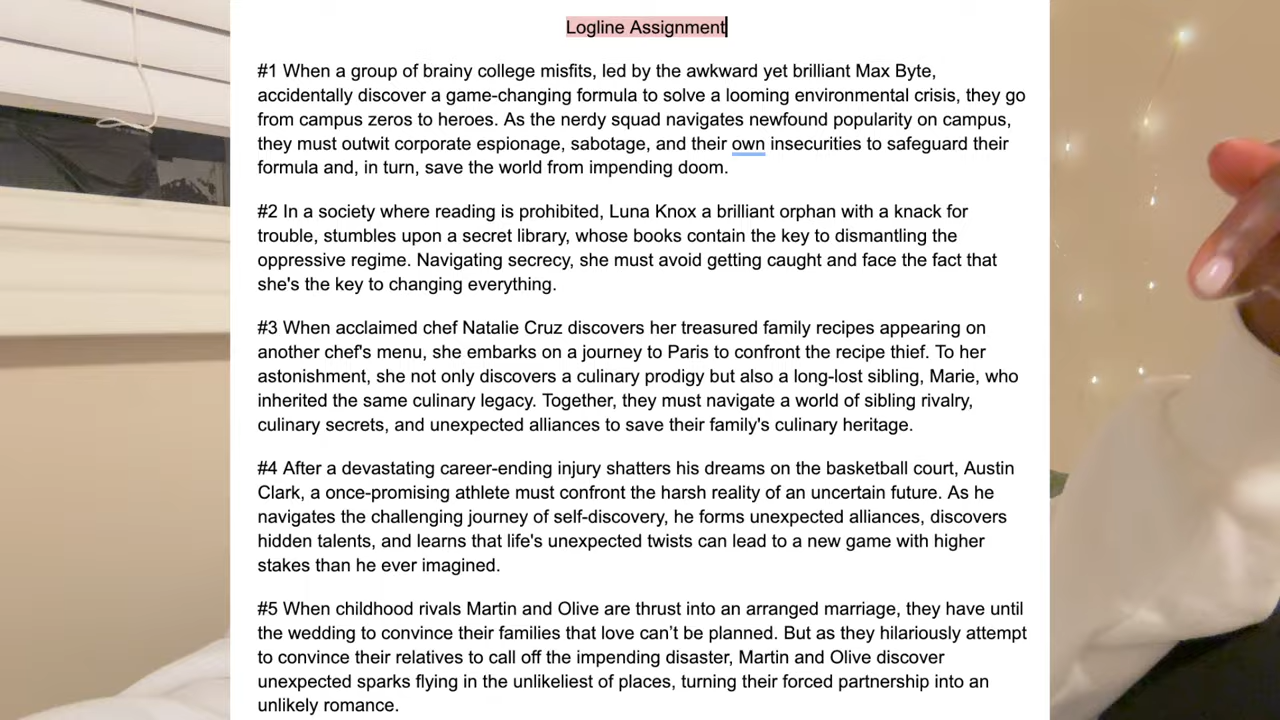 Logline Assignment
#1 When a group of brainy college misfits, led by the awkward yet brilliant Max Byte,
accidentally discover a game-changing formula to solve a looming environmental crisis, they go
from campus zeros to heroes. As the nerdy squad navigates newfound popularity on campus,
they must outwit corporate espionage, sabotage, and their own insecurities to safeguard their
formula and, in turn, save the world from impending doom.
#2 In a society where reading is prohibited, Luna Knox a brilliant orphan with a knack for
trouble, stumbles upon a secret library, whose books contain the key to dismantling the
oppressive regime. Navigating secrecy, she must avoid getting caught and face the fact that
she's the key to changing everything.
#3 When acclaimed chef Natalie Cruz discovers her treasured family recipes appearing on
another chef's menu, she embarks on a journey to Paris to confront the recipe thief. To her
astonishment, she not only discovers a culinary prodigy but also a long-lost sibling, Marie, who
inherited the same culinary legacy. Together, they must navigate a world of sibling rivalry,
culinary secrets, and unexpected alliances to save their family's culinary heritage.
#4 After a devastating career-ending injury shatters his dreams on the basketball court, Austin
Clark, a once-promising athlete must confront the harsh reality of an uncertain future. As he
navigates the challenging journey of self-discovery, he forms unexpected alliances, discovers
hidden talents, and learns that life's unexpected twists can lead to a new game with higher
stakes than he ever imagined.
#5 When childhood rivals Martin and Olive are thrust into an arranged marriage, they have until
the wedding to convince their families that love can’t be planned. But as they hilariously attempt
to convince their relatives to call off the impending disaster, Martin and Olive discover
unexpected sparks flying in the unlikeliest of places, turning their forced partnership into an
unlikely romance.